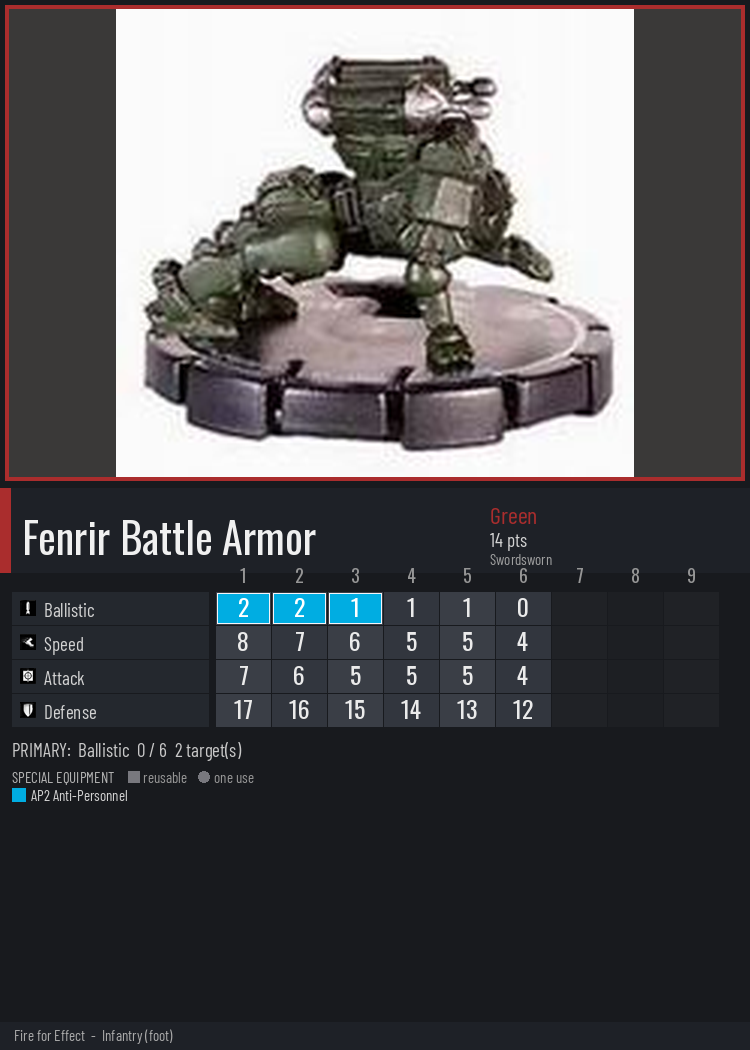 Fenrir Battle Armor
Green
14 pts
Swordsworn
1 2 3 4 5 6 7 8 9
Ballistic 2 2 1 1 1 0
Speed 8 7 6 5 5 4
Attack 7 6 5 5 5 4
Defense 17 16 15 14 13 12
PRIMARY: Ballistic 0 / 6 2 target(s)
SPECIAL EQUIPMENT reusable one use
AP2 Anti-Personnel
Fire for Effect - Infantry (foot)